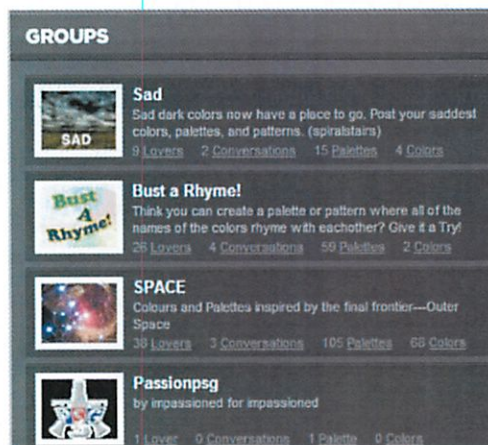 GROUPS
Sad
Sad dark colors now have a place to go. Post your saddest
colors, palettes, and patterns. (spiralstairs)
SAD
9 Lovers 2 Conversations 15 Palettes 4 Colors
Bust a Rhyme!
Bust
A
Rhyme!
Think you can create a palette or pattern where all of the
names of the colors rhyme with eachother? Give it a Try!
26 Lovers 4 Conversations 59 Palettes 2 Colors
SPACE
Colours and Palettes inspired by the final frontier---Outer
Space
38 Lovers 3 Conversations 105 Palettes 68 Colors
Passionpsg
by impassioned for impassioned
1 Lover 0 Conversations 1 Palette 0 Colors